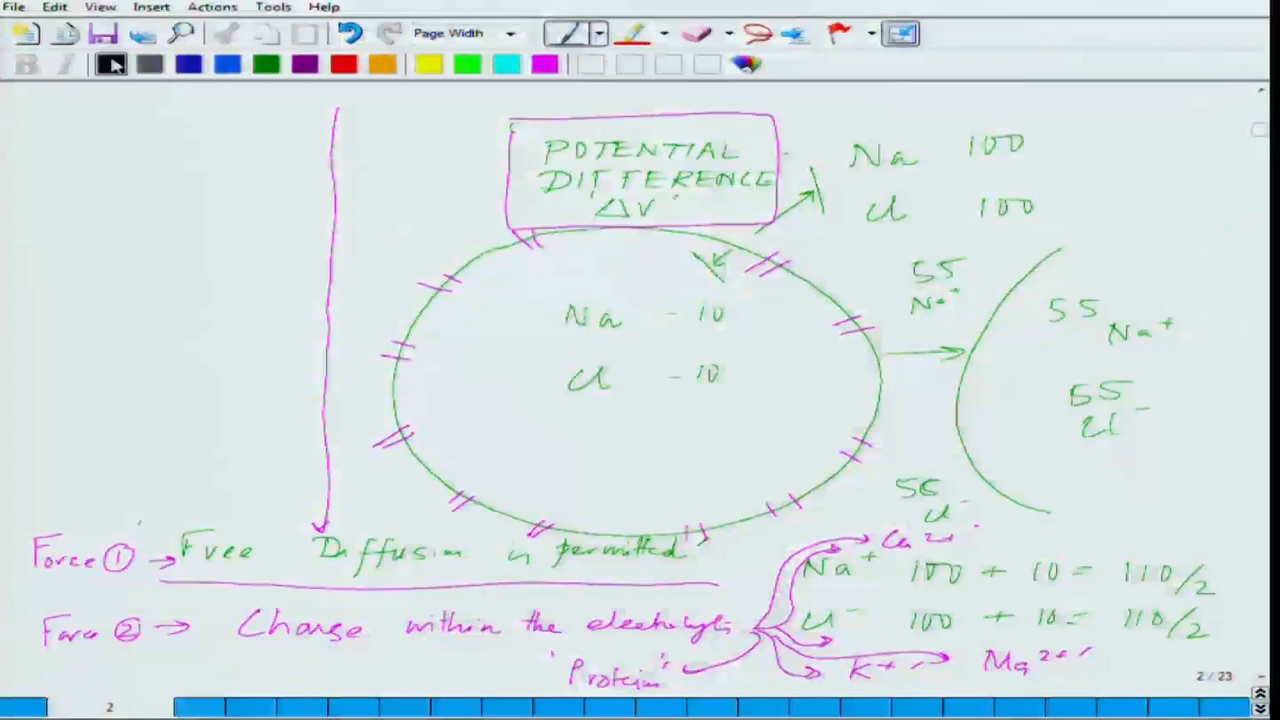 File Edit View Insert Actions Tools Help
Page Width
POTENTIAL
DIFFERENCE
ΔV
Na 100
Cl 100
Na - 10
Cl - 10
55
Na+
55
Na+
55
Cl-
Cl-
Force ① → Free Diffusion is permitted
Ca2+
Na+ 100 + 10 = 110/2
Cl- 100 + 10 = 110/2
Force ② → Charge within the
"Protein"
K+
Mg2+
2 / 23
2